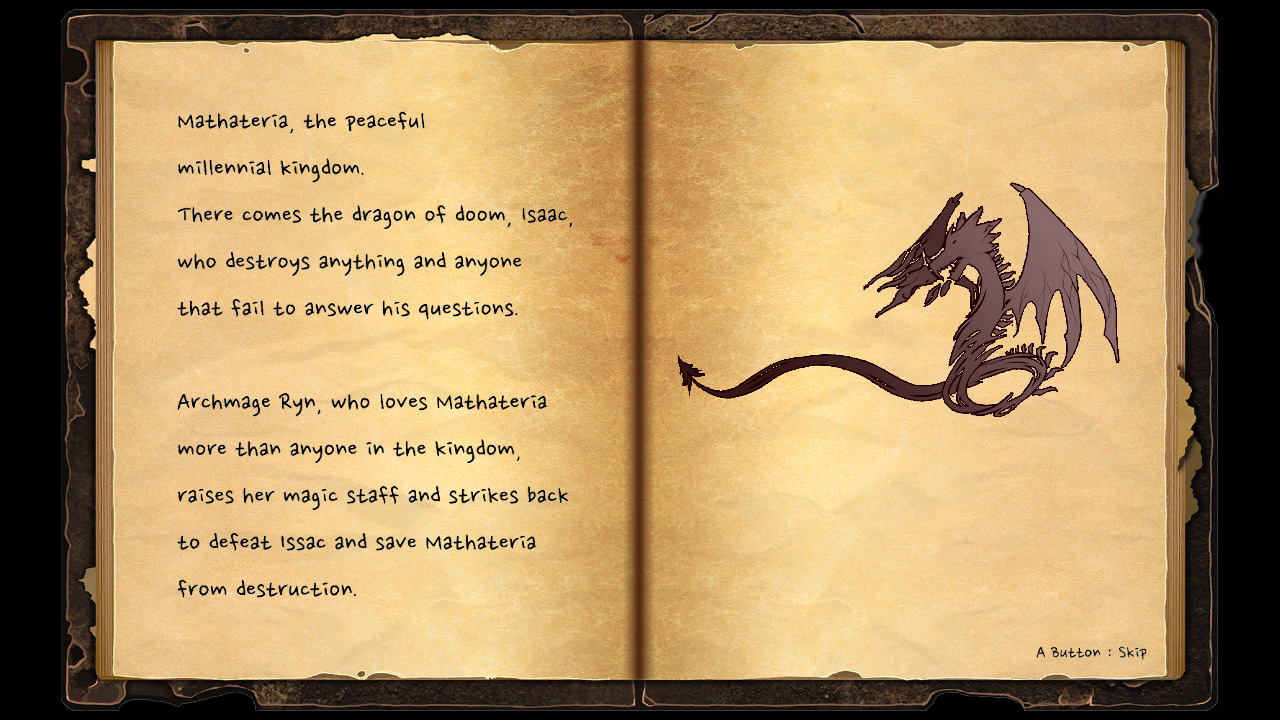 Mathateria, the peaceful
millennial kingdom.
There comes the dragon of doom, Isaac,
who destroys anything and anyone
that fail to answer his questions.
Archmage Ryn, who loves Mathateria
more than anyone in the kingdom,
raises her magic staff and strikes back
to defeat Issac and save Mathateria
from destruction.
A Button : Skip